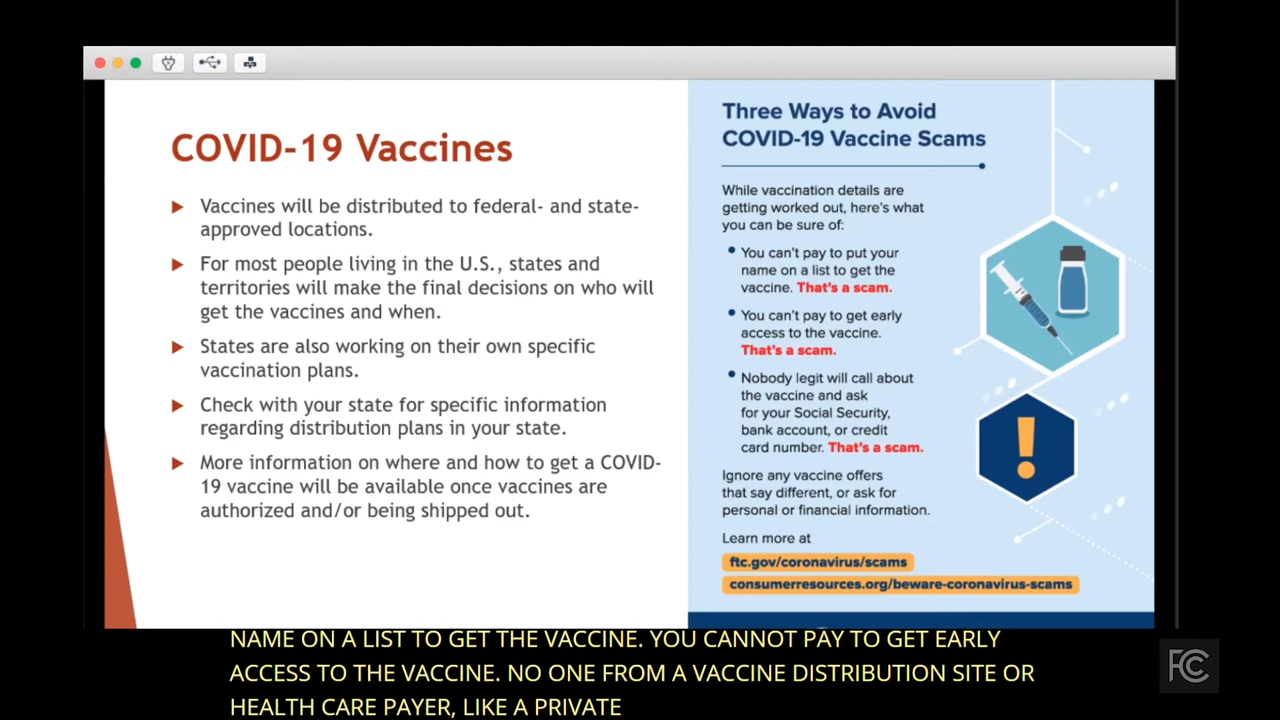 COVID-19 Vaccines
Vaccines will be distributed to federal- and state-
approved locations.
For most people living in the U.S., states and
territories will make the final decisions on who will
get the vaccines and when.
States are also working on their own specific
vaccination plans.
Check with your state for specific information
regarding distribution plans in your state.
More information on where and how to get a COVID-
19 vaccine will be available once vaccines are
authorized and/or being shipped out.
Three Ways to Avoid
COVID-19 Vaccine Scams
While vaccination details are
getting worked out, here's what
you can be sure of:
You can't pay to put your
name on a list to get the
vaccine. That's a scam.
You can't pay to get early
access to the vaccine.
That's a scam.
Nobody legit will call about
the vaccine and ask
for your Social Security,
bank account, or credit
card number. That's a scam.
Ignore any vaccine offers
that say different, or ask for
personal or financial information.
Learn more at
ftc.gov/coronavirus/scams
consumerresources.org/beware-coronavirus-scams
NAME ON A LIST TO GET THE VACCINE. YOU CANNOT PAY TO GET EARLY
ACCESS TO THE VACCINE. NO ONE FROM A VACCINE DISTRIBUTION SITE OR
HEALTH CARE PAYER, LIKE A PRIVATE
FCC